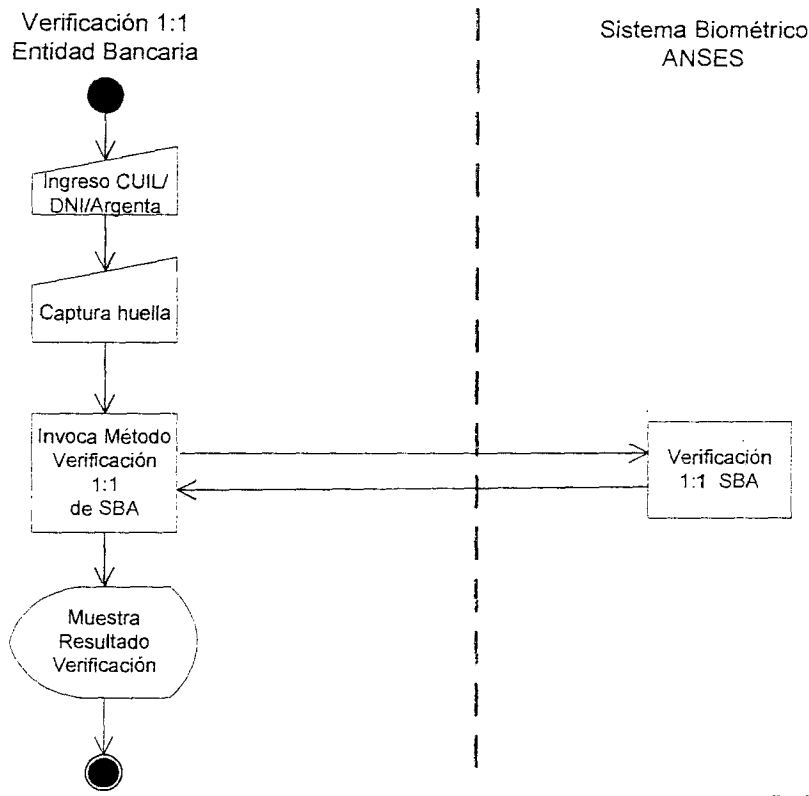 Verificación 1:1
Entidad Bancaria
Sistema Biométrico
ANSES
Ingreso CUIL/
DNI/Argenta
Captura huella
Invoca Método
Verificación
1:1
de SBA
Verificación
1:1 SBA
Muestra
Resultado
Verificación